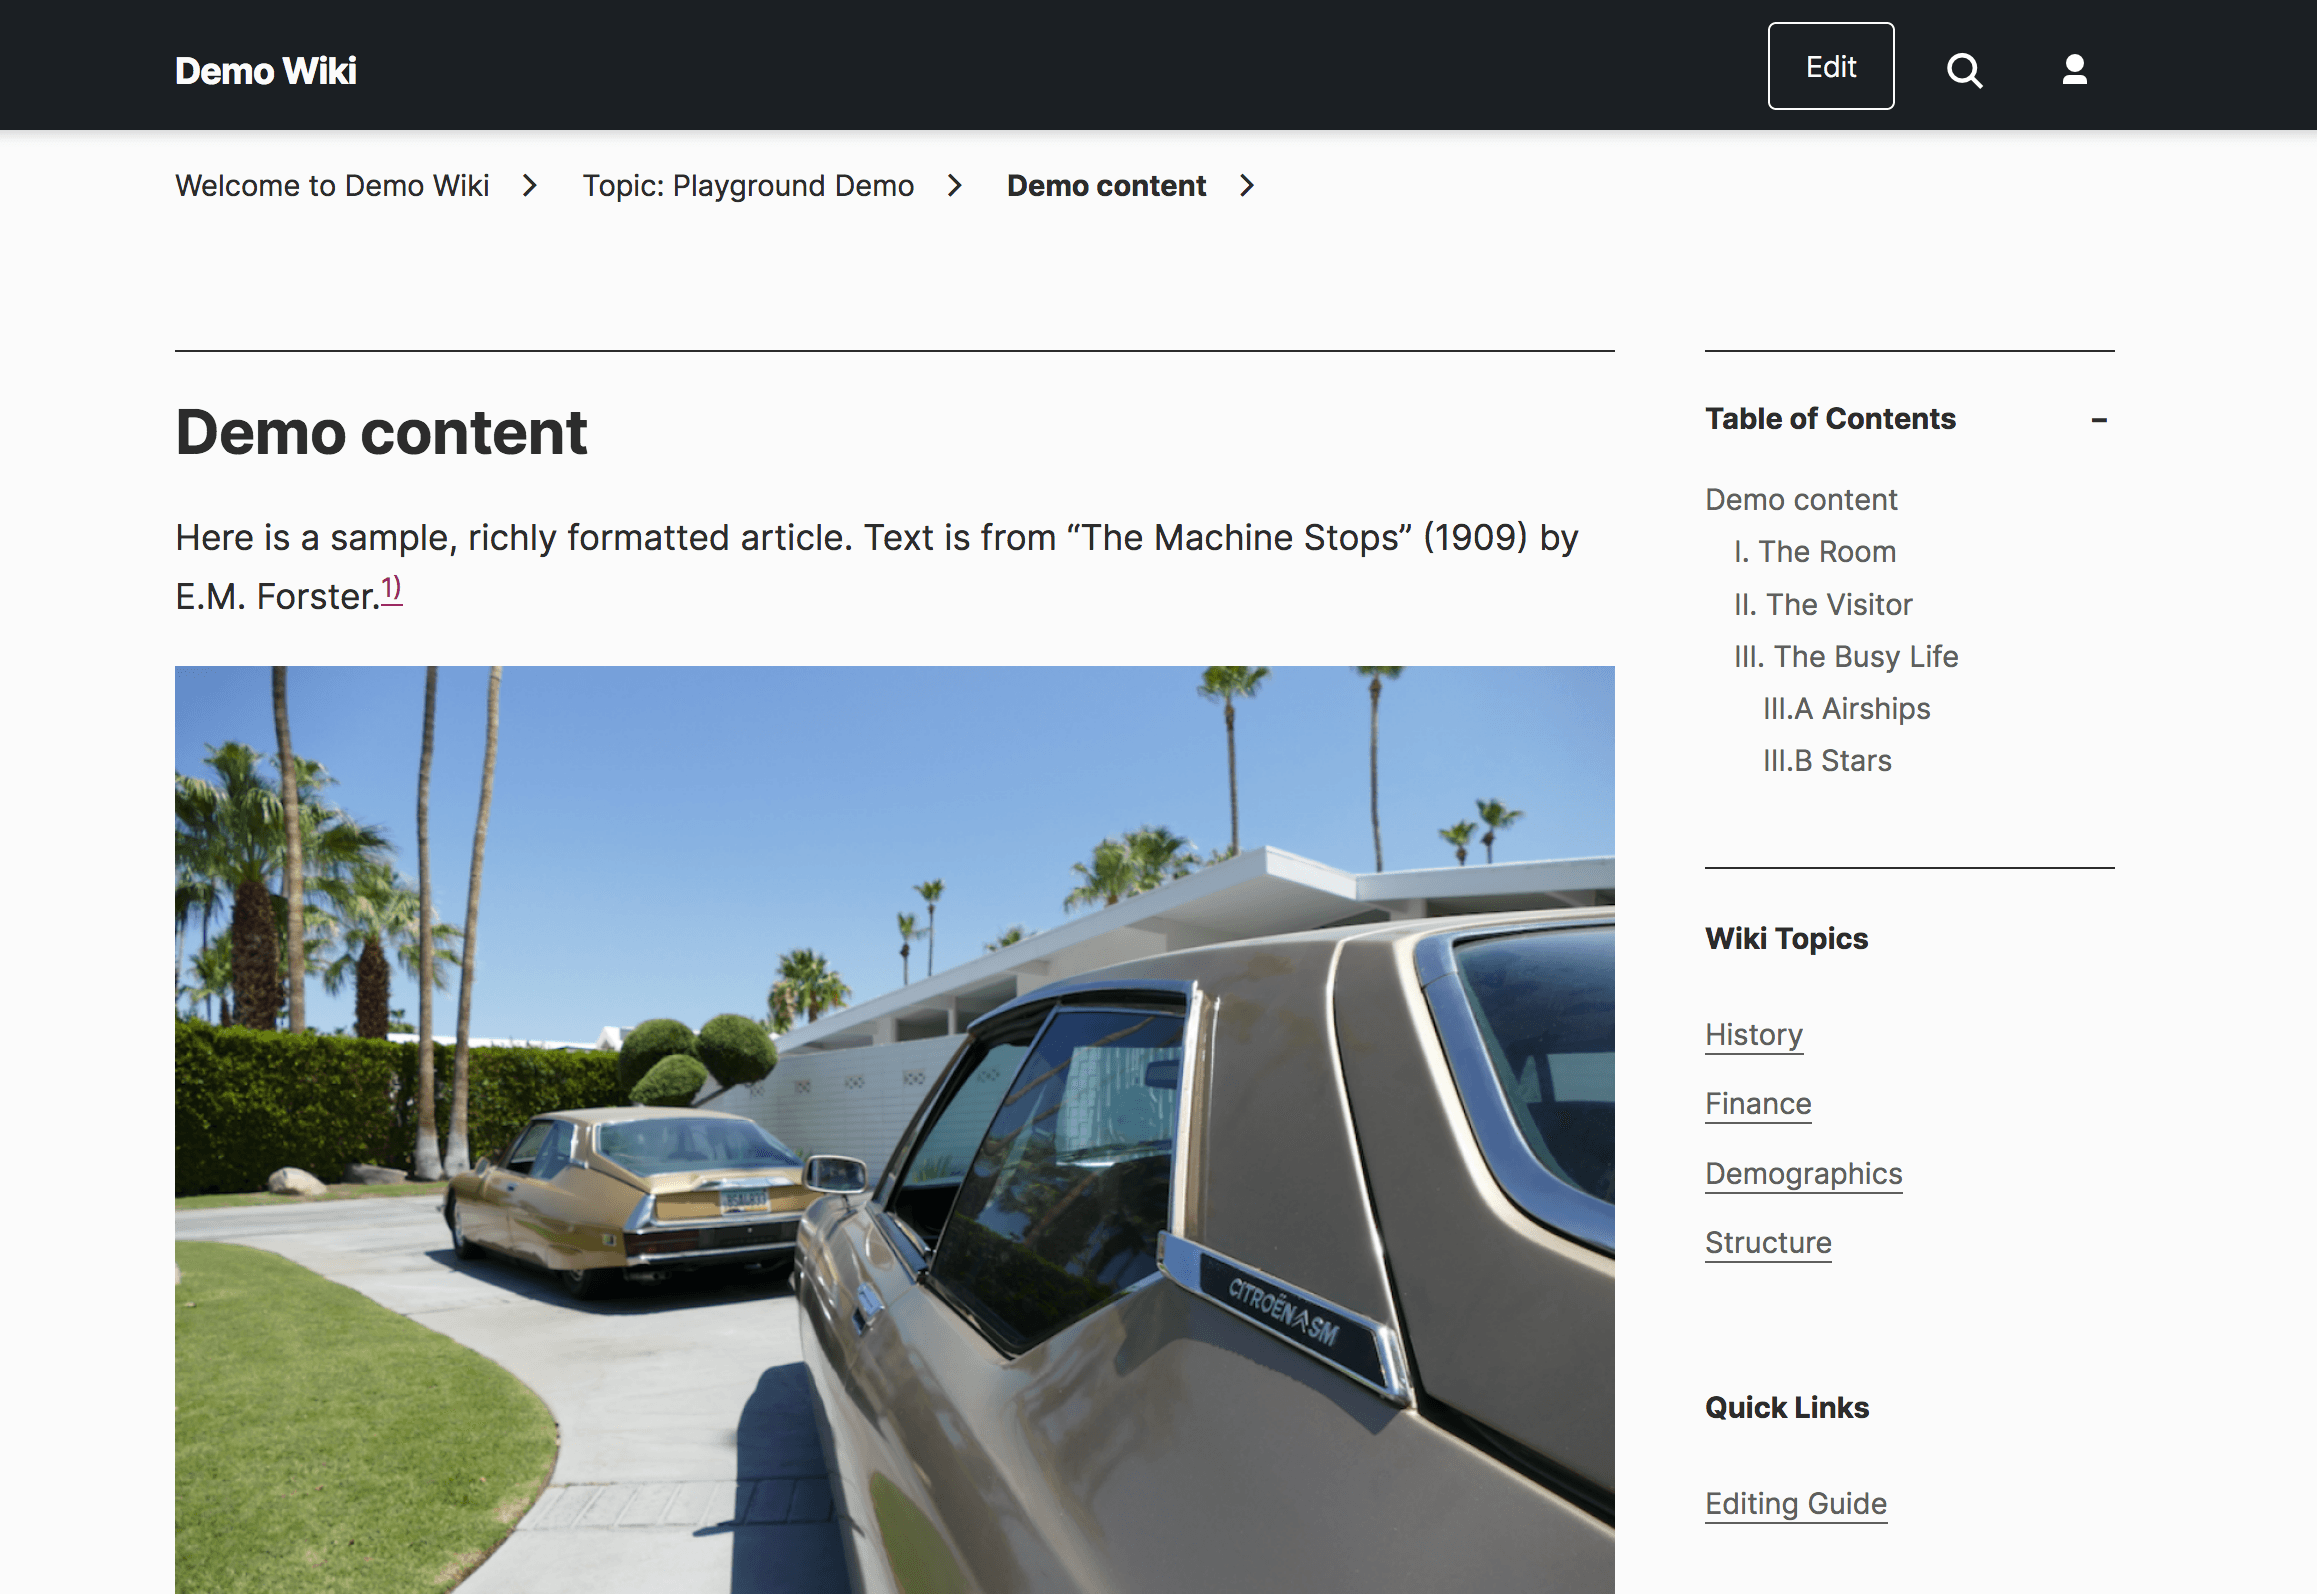 Demo Wiki
Edit
Welcome to Demo Wiki
Topic: Playground Demo
Demo content
Demo content
Here is a sample, richly formatted article. Text is from “The Machine Stops” (1909) by
E.M. Forster.1)
CITROËN SM
Table of Contents
Demo content
I. The Room
II. The Visitor
III. The Busy Life
III.A Airships
III.B Stars
Wiki Topics
History
Finance
Demographics
Structure
Quick Links
Editing Guide